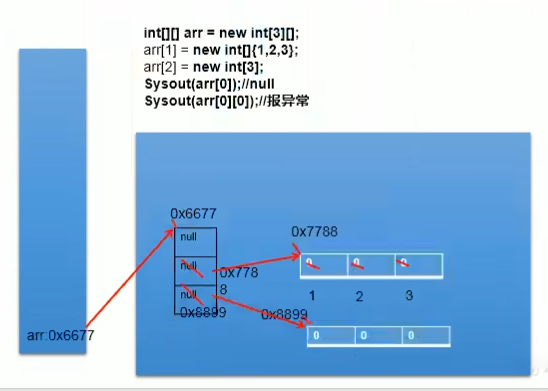 int[][] arr = new int[3][];
arr[1] = new int[]{1,2,3};
arr[2] = new int[3];
Sysout(arr[0]);//null
Sysout(arr[0][0]);//报异常
0x6677
null
null
null
0x7788
0x8899
0x7788
0 0 0
1 2 3
0x8899
0 0 0
arr:0x6677